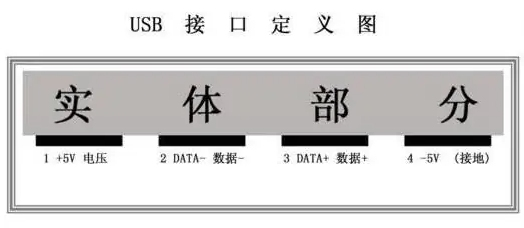 USB 接 口 定 义 图
实 体 部 分
1 +5V 电压 2 DATA- 数据- 3 DATA+ 数据+ 4 -5V (接地)